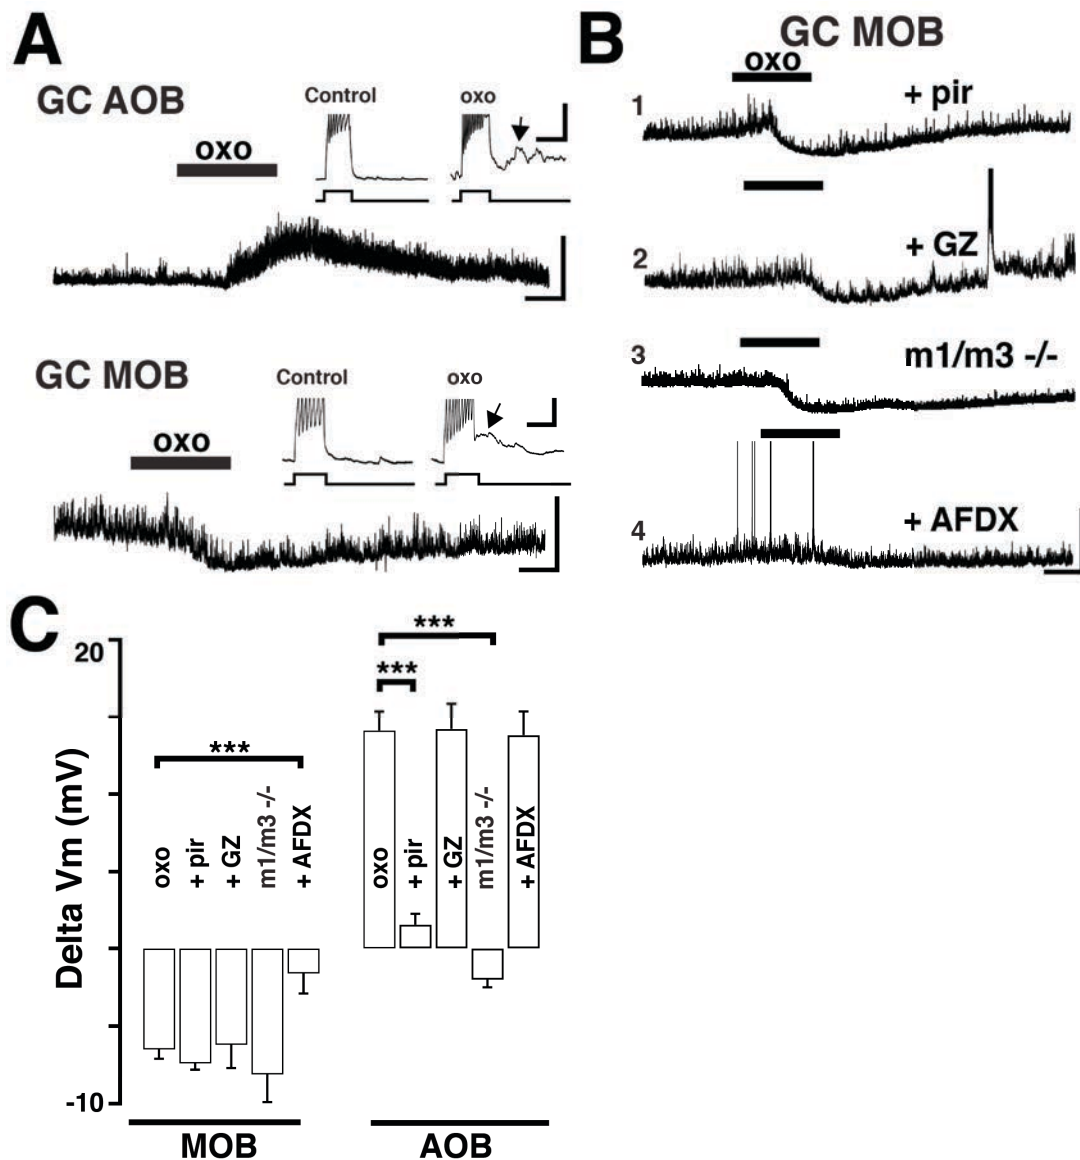 A
GC AOB
oxo
Control
oxo
GC MOB
oxo
Control
oxo
B
GC MOB
oxo
1
+ pir
2
+ GZ
3
m1/m3 -/-
4
+ AFDX
C
Delta Vm (mV)
20
-10
***
oxo
+ pir
+ GZ
m1/m3 -/-
+ AFDX
MOB
***
***
oxo
+ pir
+ GZ
m1/m3 -/-
+ AFDX
AOB